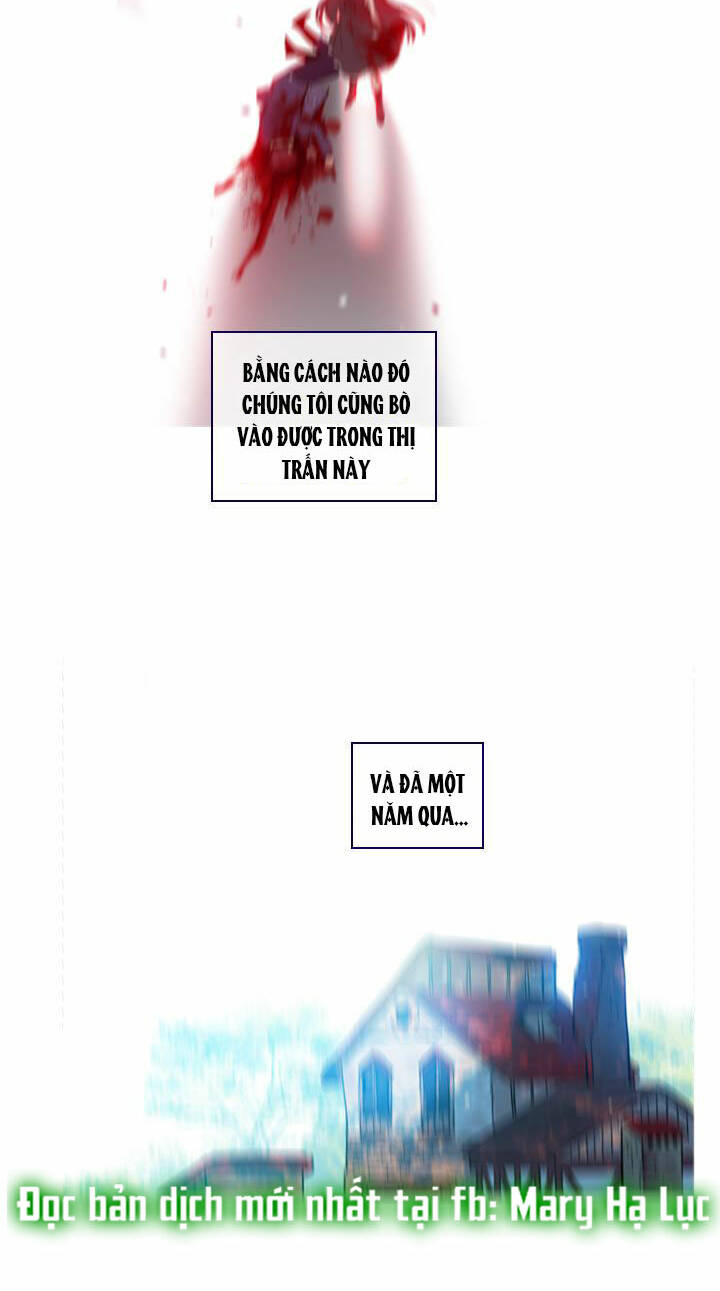 BẰNG CÁCH NÀO ĐÓ
CHÚNG TÔI CŨNG BÒ
VÀO ĐƯỢC TRONG THỊ
TRẤN NÀY
VÀ ĐÃ MỘT
NĂM QUA...
Đọc bản dịch mới nhất tại fb: Mary Hạ Lục